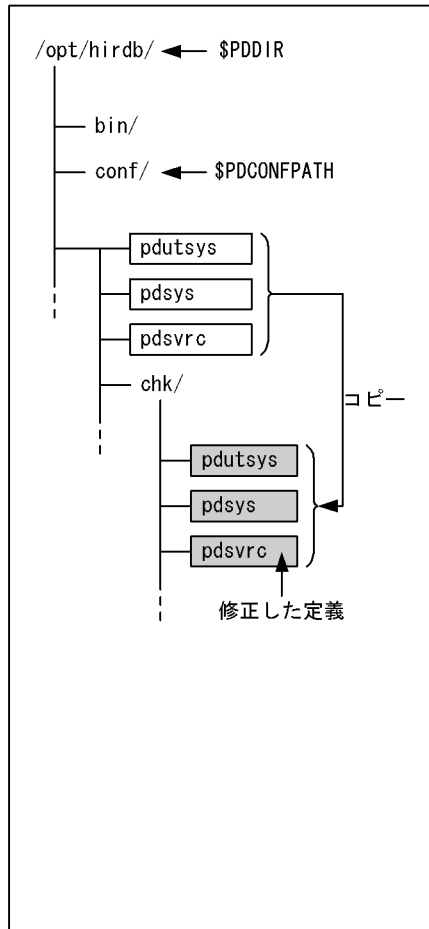 /opt/hirdb/ $PDDIR
bin/
conf/ $PDCONFPATH
pdutsys
pdsys
pdsvrc
chk/
コピー
pdutsys
pdsys
pdsvrc
修正した定義